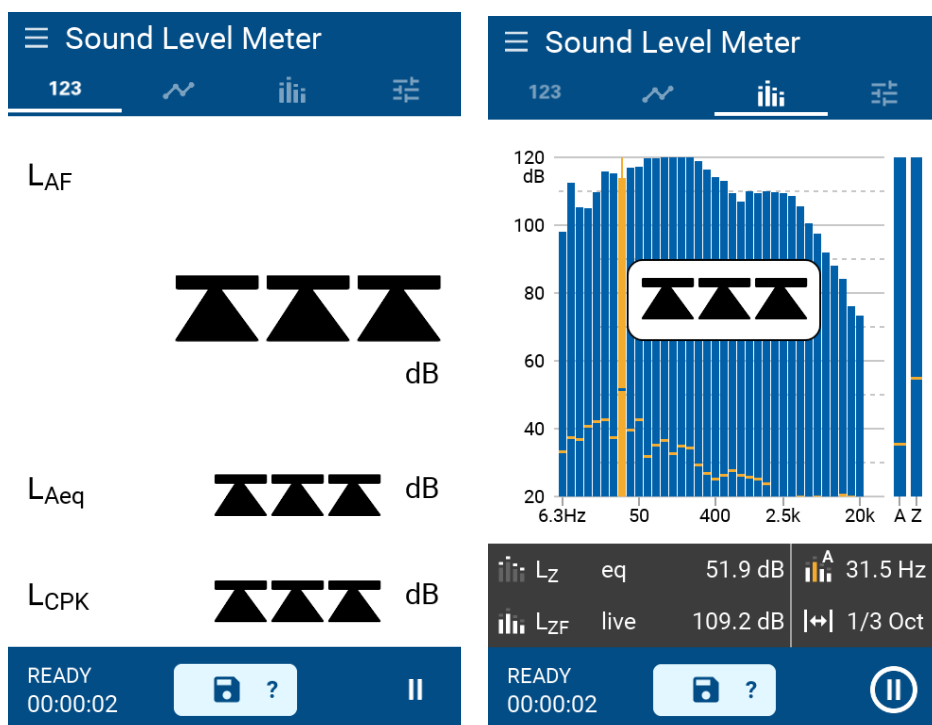 Sound Level Meter
123
LAF
dB
LAeq dB
LCPK dB
READY
00:00:02
?
Sound Level Meter
123
120
dB
100
80
60
40
20
6.3Hz 50 400 2.5k 20k A Z
LZ eq 51.9 dB A 31.5 Hz
LZF live 109.2 dB 1/3 Oct
READY
00:00:02
?